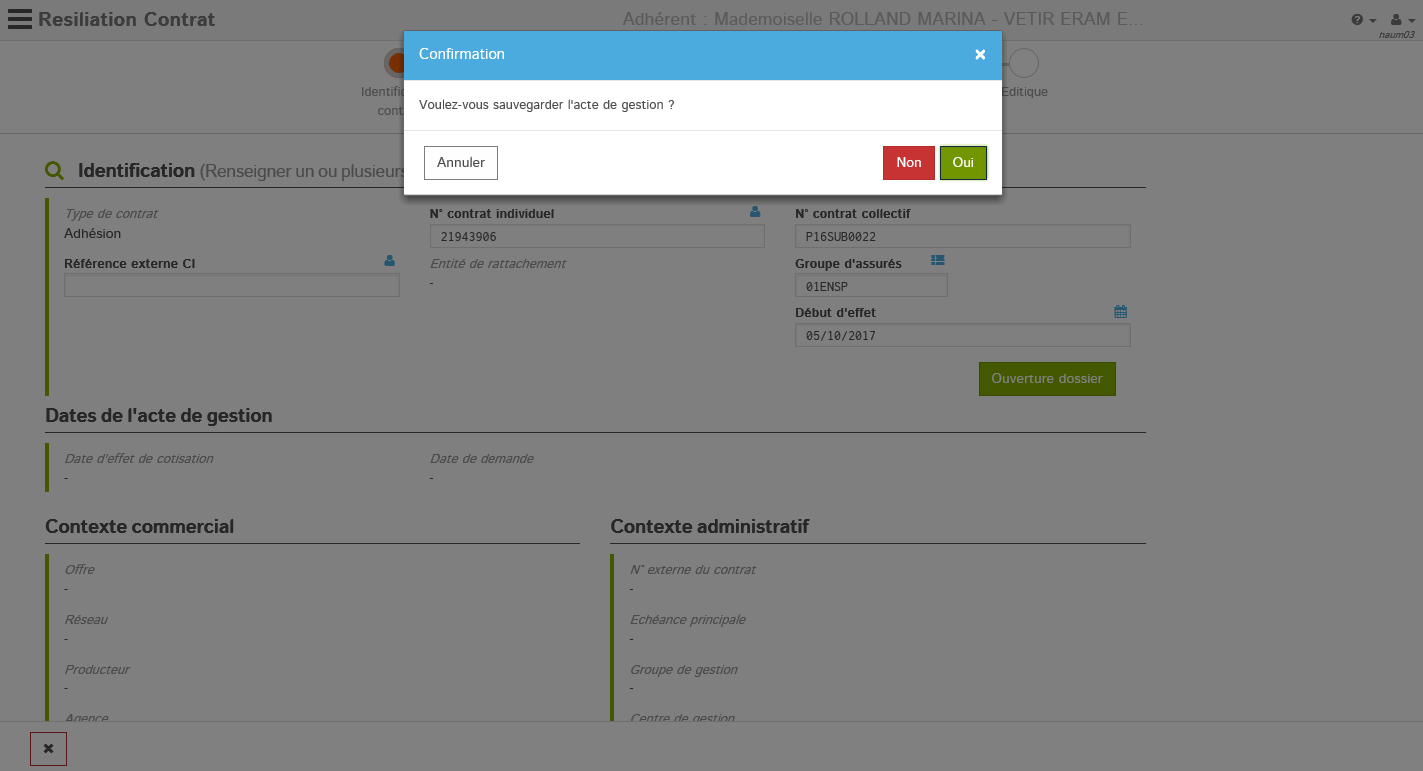 Resiliation Contrat
Adhérent : Mademoiselle ROLLAND MARINA - VETIR ERAM E...
haum03
Confirmation
Voulez-vous sauvegarder l'acte de gestion ?
Annuler
Non
Oui
Editique
Identification (Renseigner un ou plusieurs
Type de contrat
Adhésion
N° contrat individuel
21943906
N° contrat collectif
P16SUB0022
Référence externe CI
Entité de rattachement
-
Groupe d'assurés
01ENSP
Début d'effet
05/10/2017
Ouverture dossier
Dates de l'acte de gestion
Date d'effet de cotisation
-
Date de demande
-
Contexte commercial
Offre
-
Réseau
-
Producteur
-
Agence
Contexte administratif
N° externe du contrat
-
Echéance principale
-
Groupe de gestion
-
Centre de gestion